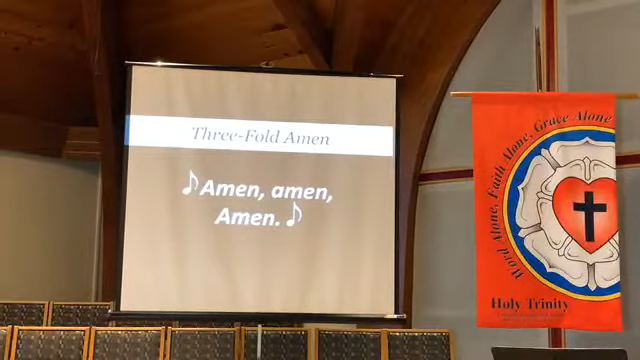 Three-Fold Amen
♪Amen, amen,
Amen.♪
Word Alone, Faith Alone, Grace Alone
Holy Trinity